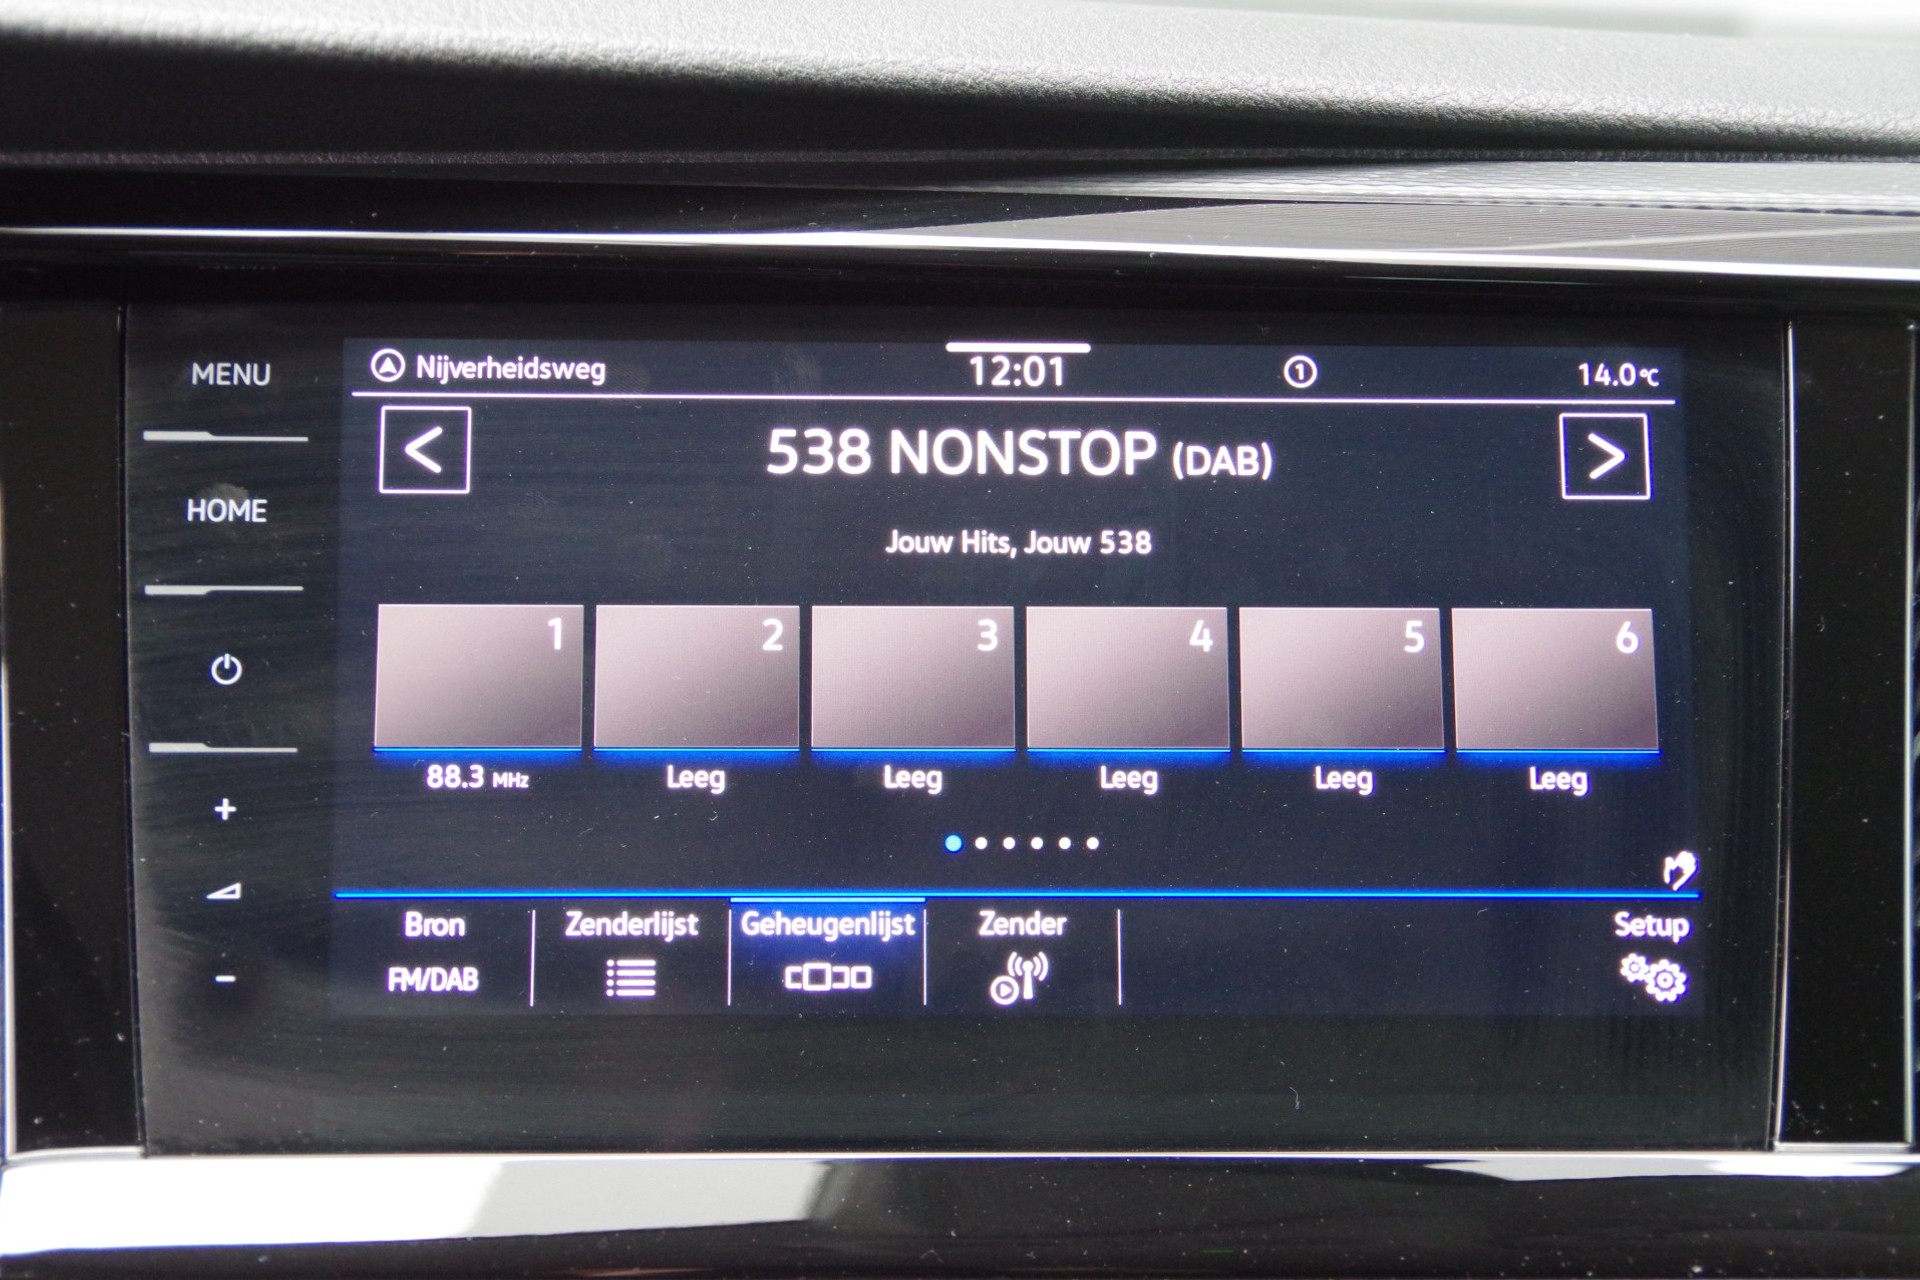 MENU
HOME
+
-
Nijverheidsweg 12:01 1 14.0°C
< 538 NONSTOP (DAB) >
Jouw Hits, Jouw 538
1 2 3 4 5 6
88.3 MHz Leeg Leeg Leeg Leeg Leeg
Bron Zenderlijst Geheugenlijst Zender Setup
FM/DAB